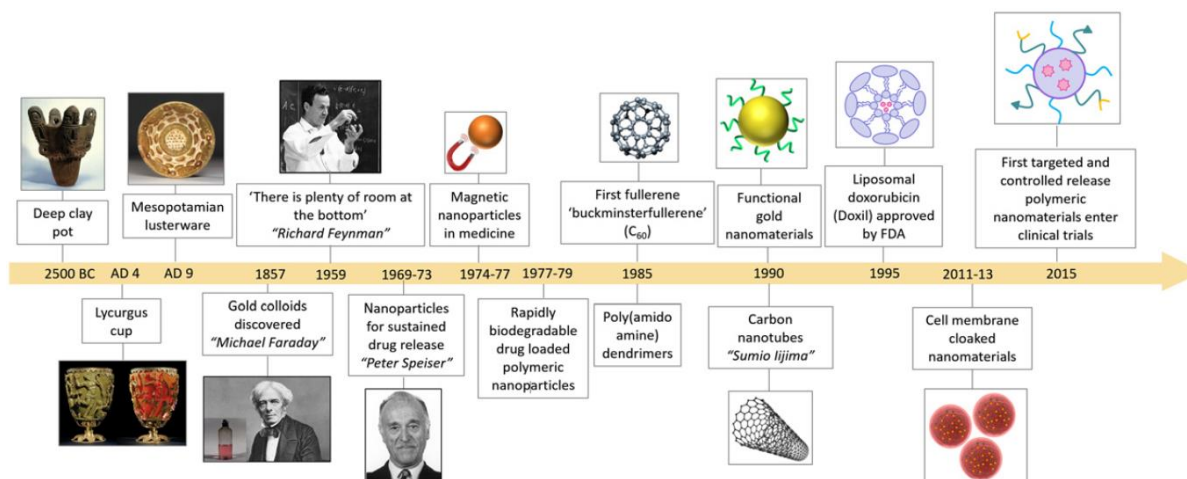 Deep clay
pot
Mesopotamian
lusterware
‘There is plenty of room at
the bottom’
“Richard Feynman”
Magnetic
nanoparticles
in medicine
First fullerene
‘buckminsterfullerene’
(C₆₀)
Functional
gold
nanomaterials
Liposomal
doxorubicin
(Doxil) approved
by FDA
First targeted and
controlled release
polymeric
nanomaterials enter
clinical trials
2500 BC AD 4 AD 9 1857 1959 1969-73 1974-77 1977-79 1985 1990 1995 2011-13 2015
Lycurgus
cup
Gold colloids
discovered
“Michael Faraday”
Nanoparticles
for sustained
drug release
“Peter Speiser”
Rapidly
biodegradable
drug loaded
polymeric
nanoparticles
Poly(amido
amine)
dendrimers
Carbon
nanotubes
“Sumio Iijima”
Cell membrane
cloaked
nanomaterials